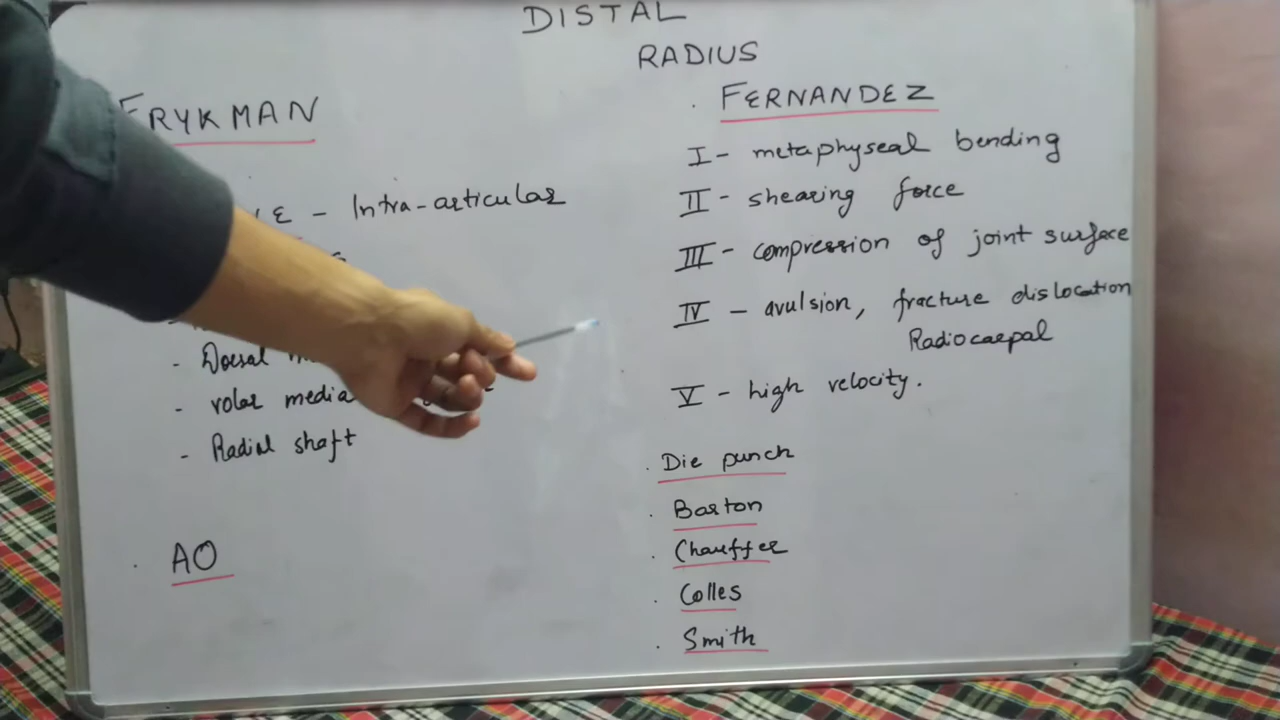 DISTAL
RADIUS
FRYKMAN
- Intra-articular
- Dorsal
- volar media
- Radial shaft
. AO
. FERNANDEZ
I - metaphyseal bending
II - shearing force
III - compression of joint surface
IV - avulsion, fracture dislocation
Radiocarpal
V - high velocity.
. Die punch
. Barton
. Chauffer
. Colles
. Smith